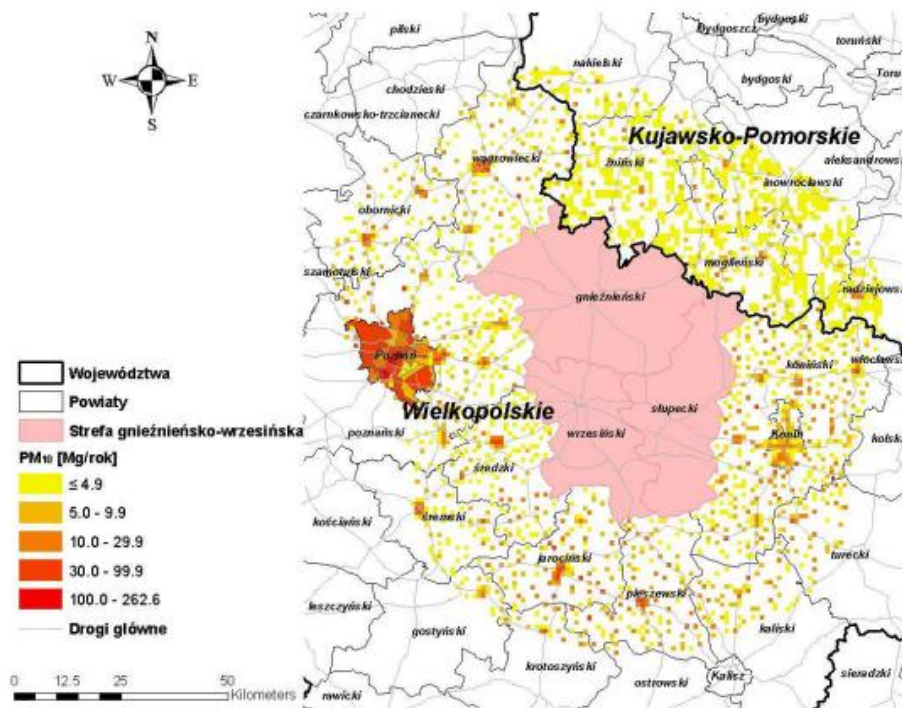 N
W E
S
Województwa
Powiaty
Strefa gnieźnieńsko-wrzesińska
PM10 [Mg/rok]
≤ 4.9
5.0 - 9.9
10.0 - 29.9
30.0 - 99.9
100.0 - 262.6
Drogi główne
0 12.5 25 50
Kilometers
pilski
nakielski
Bydgoszcz
bydgoski
toruński
bydgoski
chodzieski
czarnkowsko-trzcianecki
Kujawsko-Pomorskie
wągrowiecki
żniński
inowrocławski
aleksandrows
obornicki
szamotulski
mogileński
radziejows
gnieźnieński
Poznań
koniński
włocławs
Wielkopolskie
słupecki
wrzesiński
Konin
kolsk
poznański
średzki
kościański
śremski
jarociński
turecki
pleszewski
leszczyński
gostyński
kaliski
krotoszyński
ostrowski
Kalisz
sieradzki
rawicki